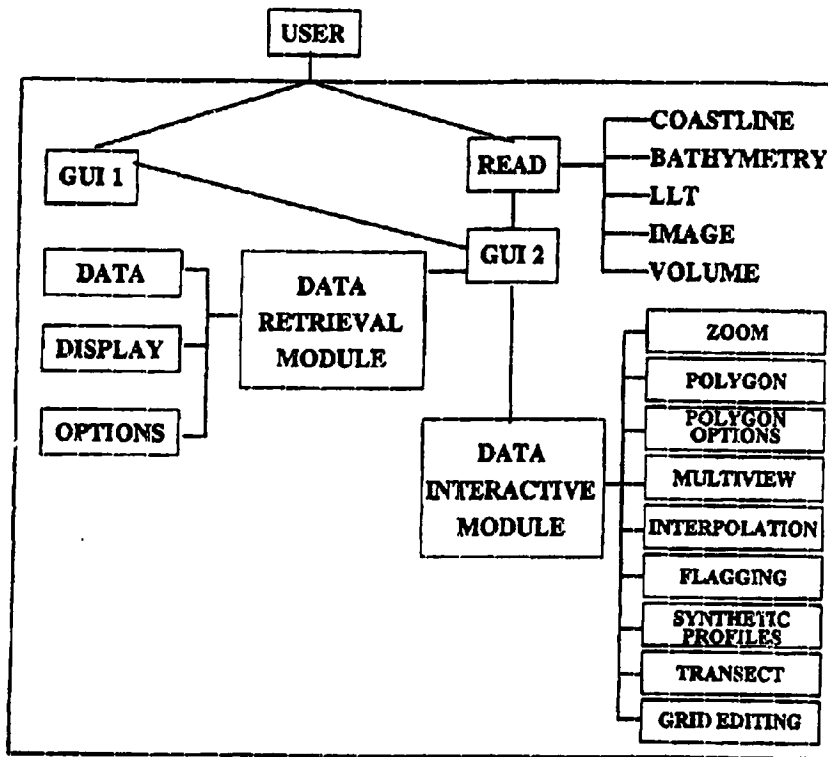 USER
GUI 1
READ
COASTLINE
BATHYMETRY
LLT
IMAGE
VOLUME
GUI 2
DATA
DISPLAY
OPTIONS
DATA
RETRIEVAL
MODULE
DATA
INTERACTIVE
MODULE
ZOOM
POLYGON
POLYGON
OPTIONS
MULTIVIEW
INTERPOLATION
FLAGGING
SYNTHETIC
PROFILES
TRANSECT
GRID EDITING